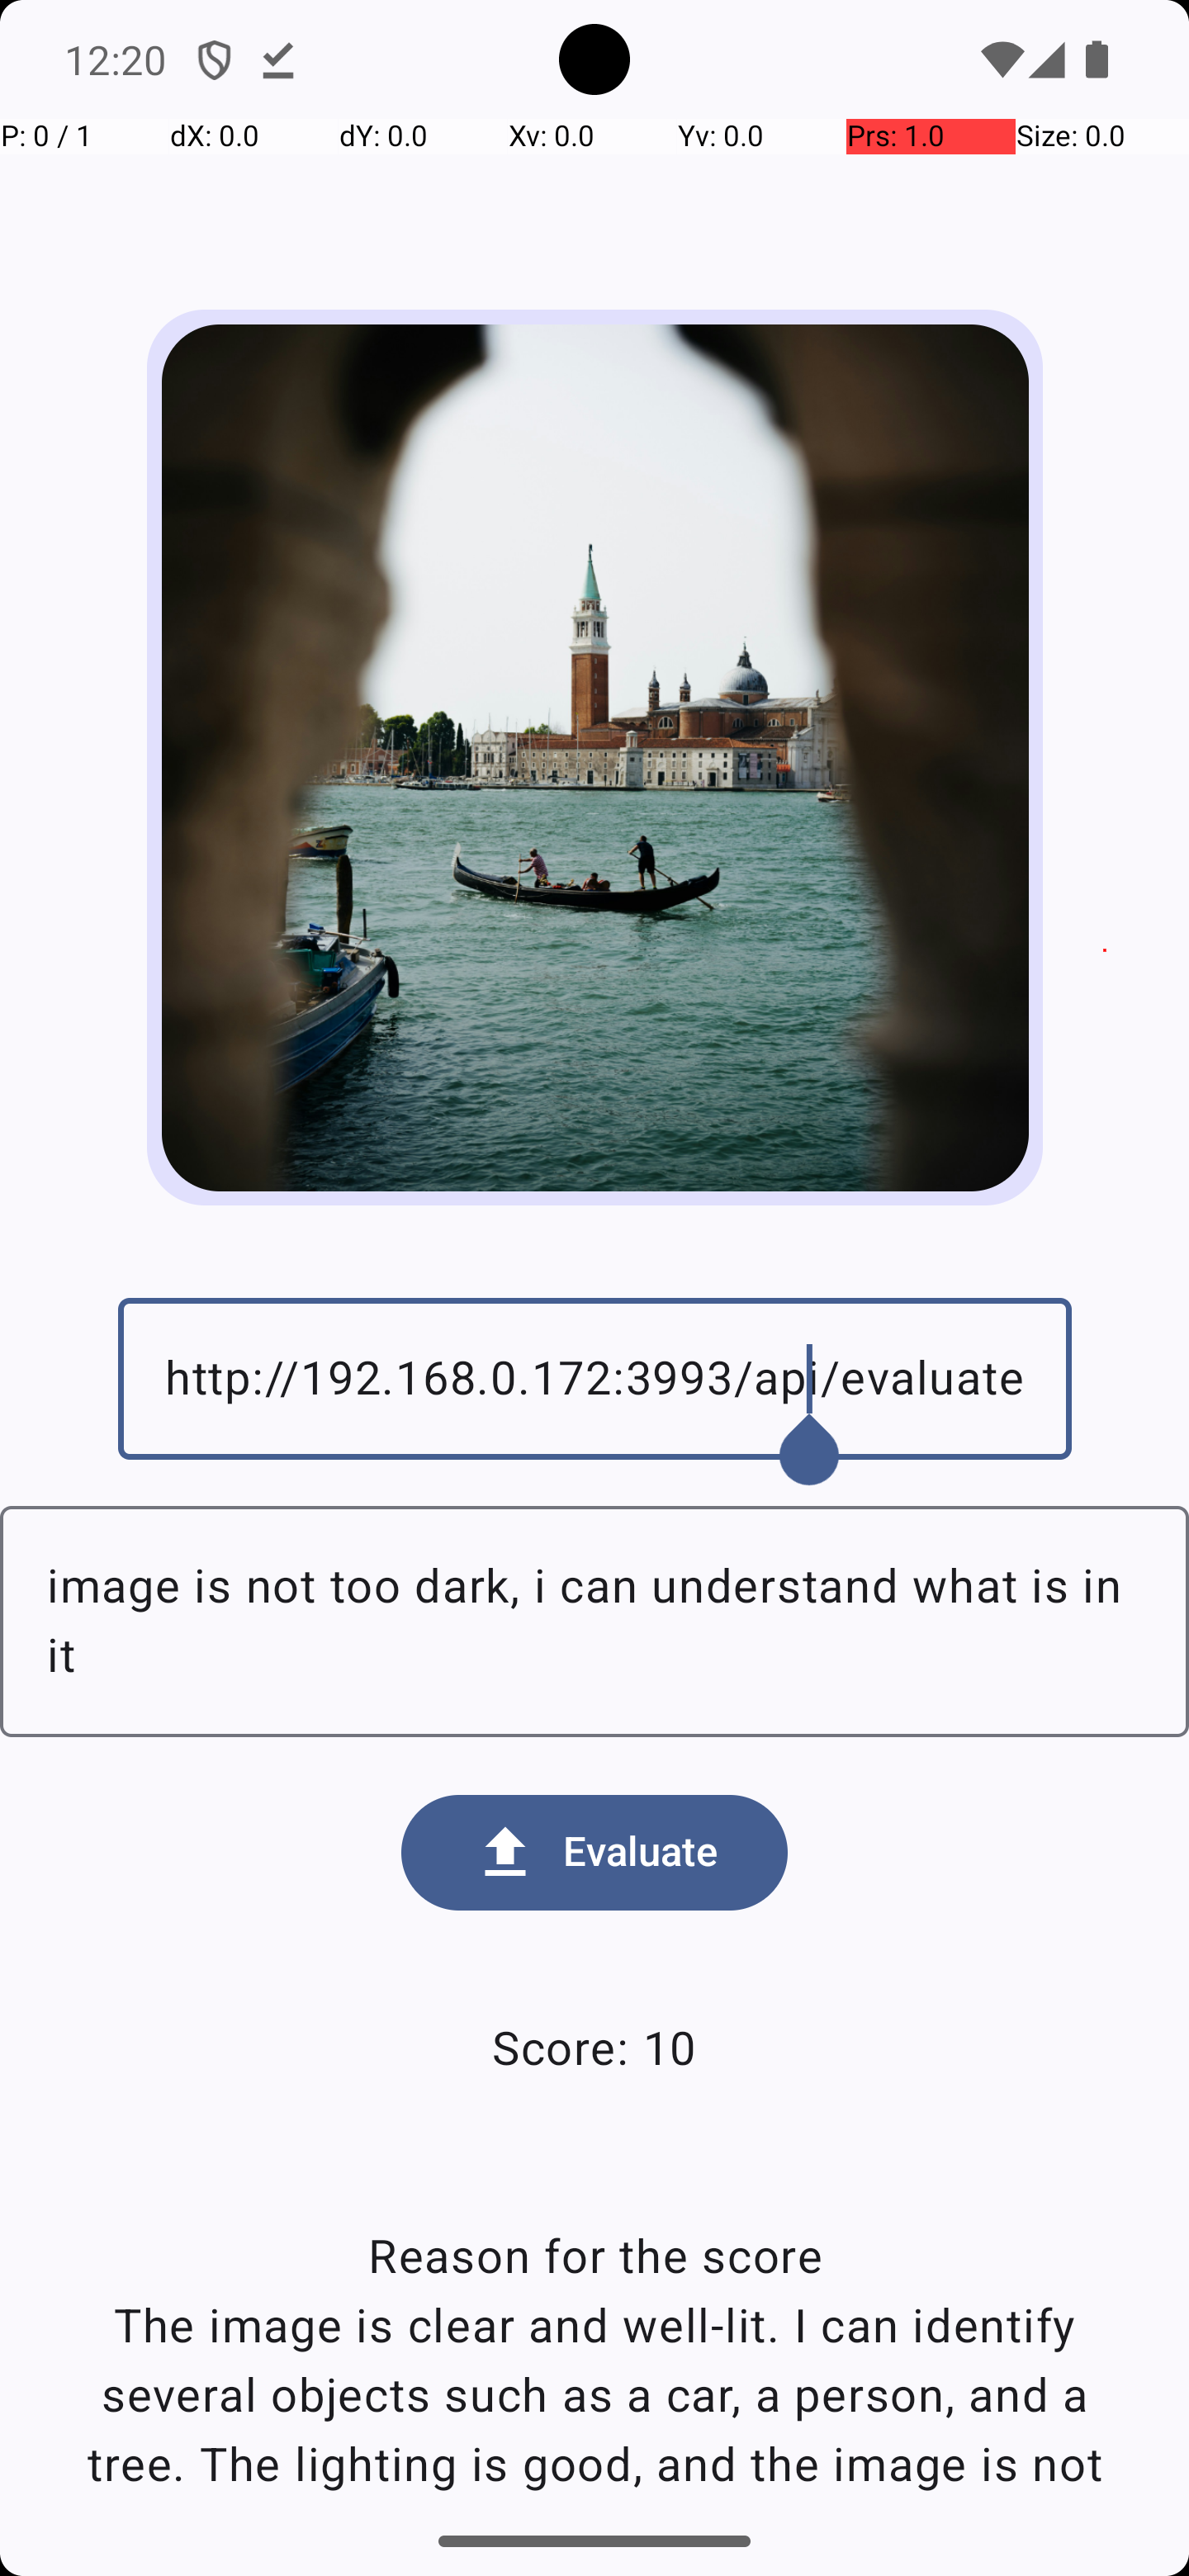 12:20
P: 0 / 1 dX: 0.0 dY: 0.0 Xv: 0.0 Yv: 0.0 Prs: 1.0 Size: 0.0
http://192.168.0.172:3993/api/evaluate
image is not too dark, i can understand what is in
it
Evaluate
Score: 10
Reason for the score
The image is clear and well-lit. I can identify
several objects such as a car, a person, and a
tree. The lighting is good, and the image is not